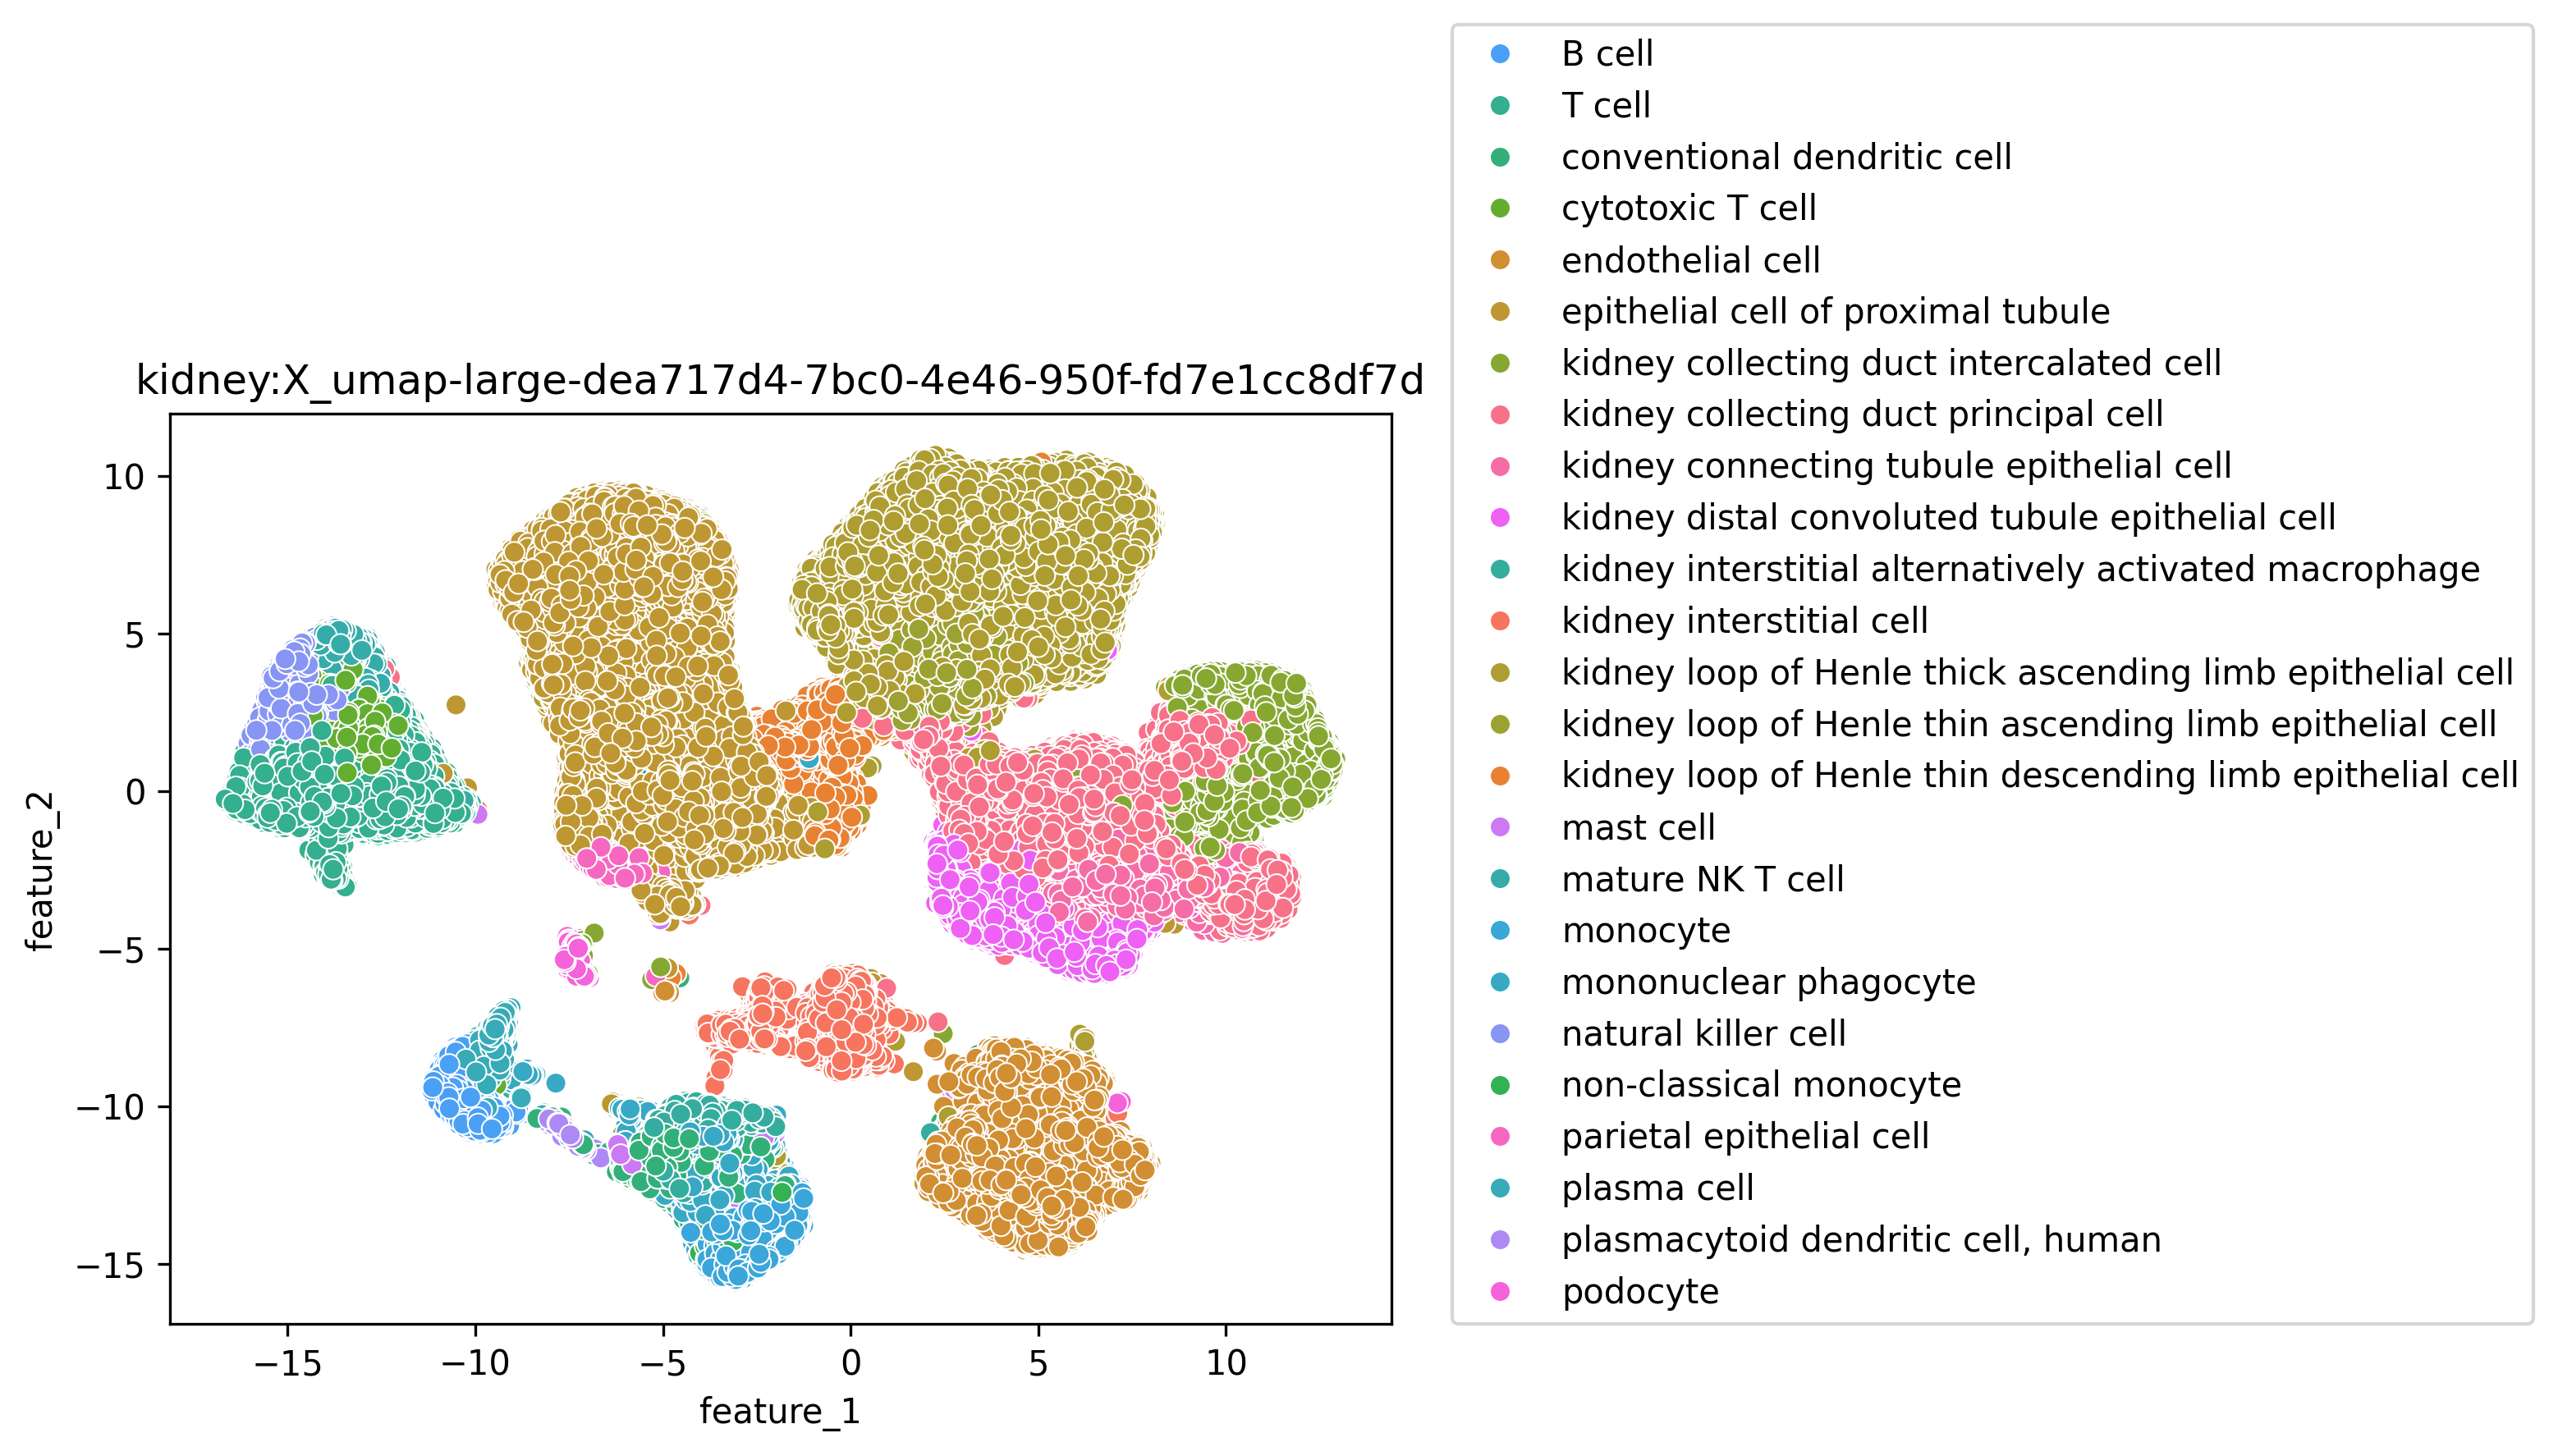 B cell
T cell
conventional dendritic cell
cytotoxic T cell
endothelial cell
epithelial cell of proximal tubule
kidney collecting duct intercalated cell
kidney collecting duct principal cell
kidney connecting tubule epithelial cell
kidney distal convoluted tubule epithelial cell
kidney interstitial alternatively activated macrophage
kidney interstitial cell
kidney loop of Henle thick ascending limb epithelial cell
kidney loop of Henle thin ascending limb epithelial cell
kidney loop of Henle thin descending limb epithelial cell
mast cell
mature NK T cell
monocyte
mononuclear phagocyte
natural killer cell
non-classical monocyte
parietal epithelial cell
plasma cell
plasmacytoid dendritic cell, human
podocyte
kidney:X_umap-large-dea717d4-7bc0-4e46-950f-fd7e1cc8df7d
feature_2
10
5
0
−5
−10
−15
−15 −10 −5 0 5 10
feature_1